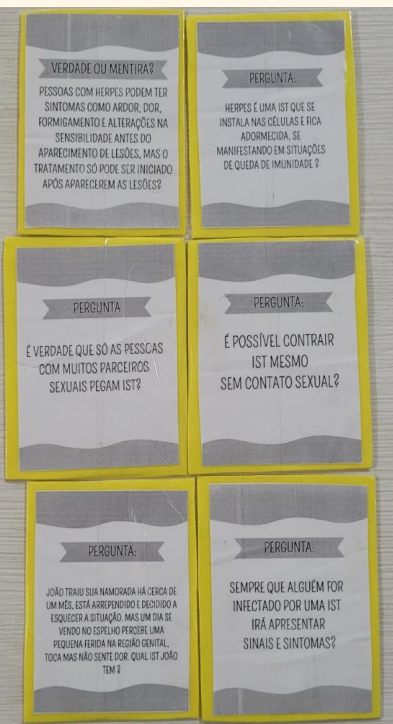 VERDADE OU MENTIRA?
PESSOAS COM HERPES PODEM TER
SINTOMAS COMO ARDOR, DOR,
FORMIGAMENTO E ALTERAÇÕES NA
SENSIBILIDADE ANTES DO
APARECIMENTO DE LESÕES, MAS O
TRATAMENTO SÓ PODE SER INICIADO
APÓS APARECEREM AS LESÕES?
PERGUNTA:
HERPES É UMA IST QUE SE
INSTALA NAS CÉLULAS E FICA
ADORMECIDA, SE
MANIFESTANDO EM SITUAÇÕES
DE QUEDA DE IMUNIDADE ?
PERGUNTA
É VERDADE QUE SÓ AS PESSOAS
COM MUITOS PARCEIROS
SEXUAIS PEGAM IST?
PERGUNTA:
É POSSÍVEL CONTRAIR
IST MESMO
SEM CONTATO SEXUAL?
PERGUNTA:
JOÃO TRAIU SUA NAMORADA HÁ CERCA DE
UM MÊS, ESTÁ ARREPENDIDO E DECIDIDO A
ESQUECER A SITUAÇÃO. MAS UM DIA SE
VENDO NO ESPELHO PERCEBE UMA
PEQUENA FERIDA NA REGIÃO GENITAL,
TOCA MAS NÃO SENTE DOR. QUAL IST JOÃO
TEM ?
PERGUNTA:
SEMPRE QUE ALGUÉM FOR
INFECTADO POR UMA IST
IRÁ APRESENTAR
SINAIS E SINTOMAS?